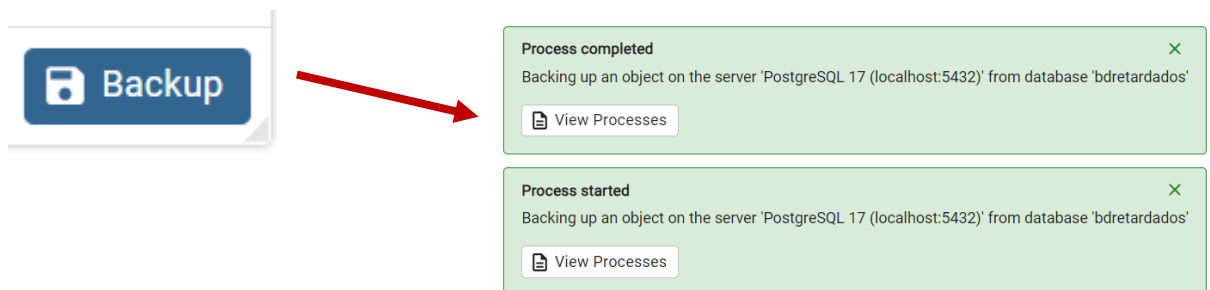 Backup
Process completed
Backing up an object on the server 'PostgreSQL 17 (localhost:5432)' from database 'bdretardados'
View Processes
Process started
Backing up an object on the server 'PostgreSQL 17 (localhost:5432)' from database 'bdretardados'
View Processes